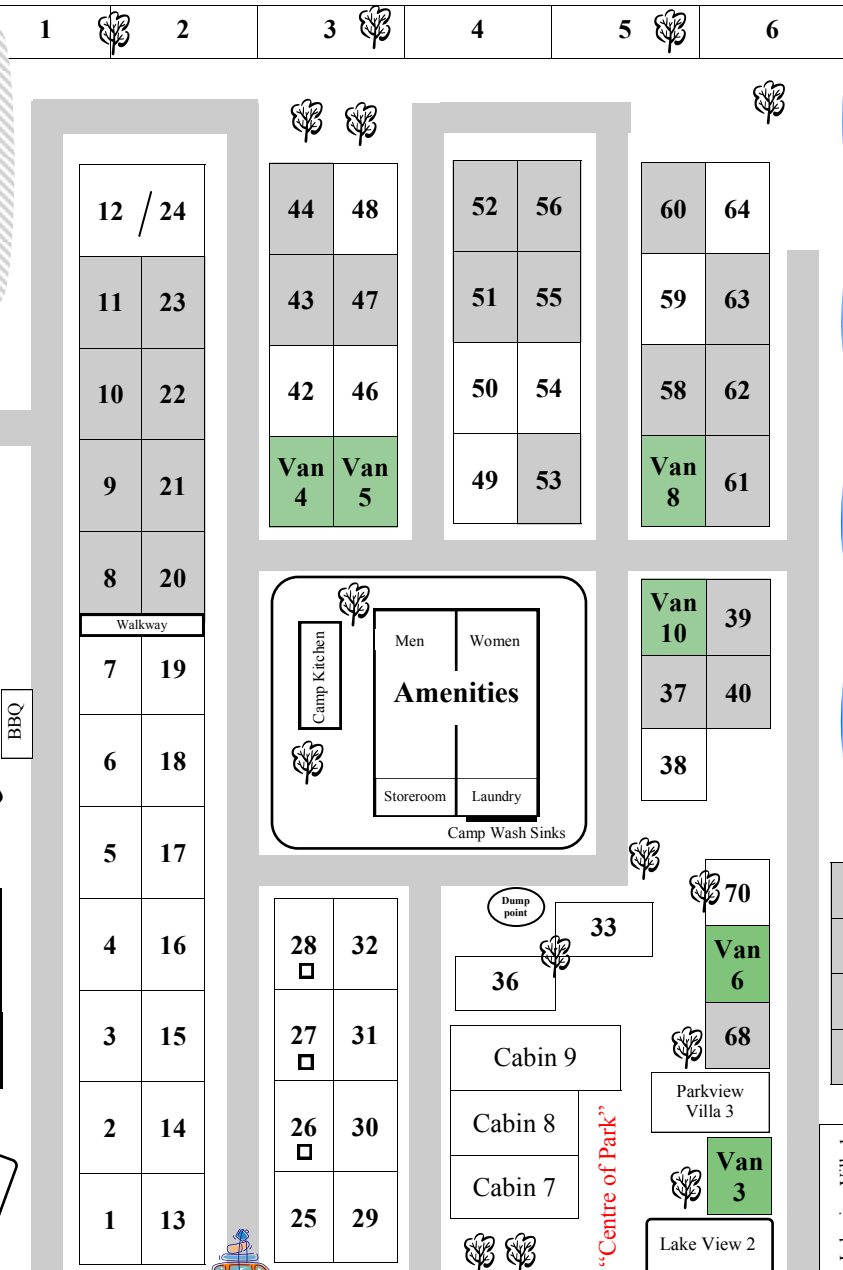 1 2 3 4 5 6
12 / 24
44 48
52 56
60 64
11 23
43 47
51 55
59 63
10 22
42 46
50 54
58 62
9 21
Van
4
Van
5
49 53
Van
8
61
8 20
Walkway
Van
10
39
Men Women
Camp Kitchen
7 19
37 40
Amenities
BBQ
6 18
38
Storeroom Laundry
Camp Wash Sinks
5 17
70
Dump
point
33
4 16
28 32
Van
6
36
3 15
27 31
68
Cabin 9
Parkview
Villa 3
2 14
26 30
Cabin 8
"Centre of Park"
Van
3
Cabin 7
1 13
25 29
Lake View 2